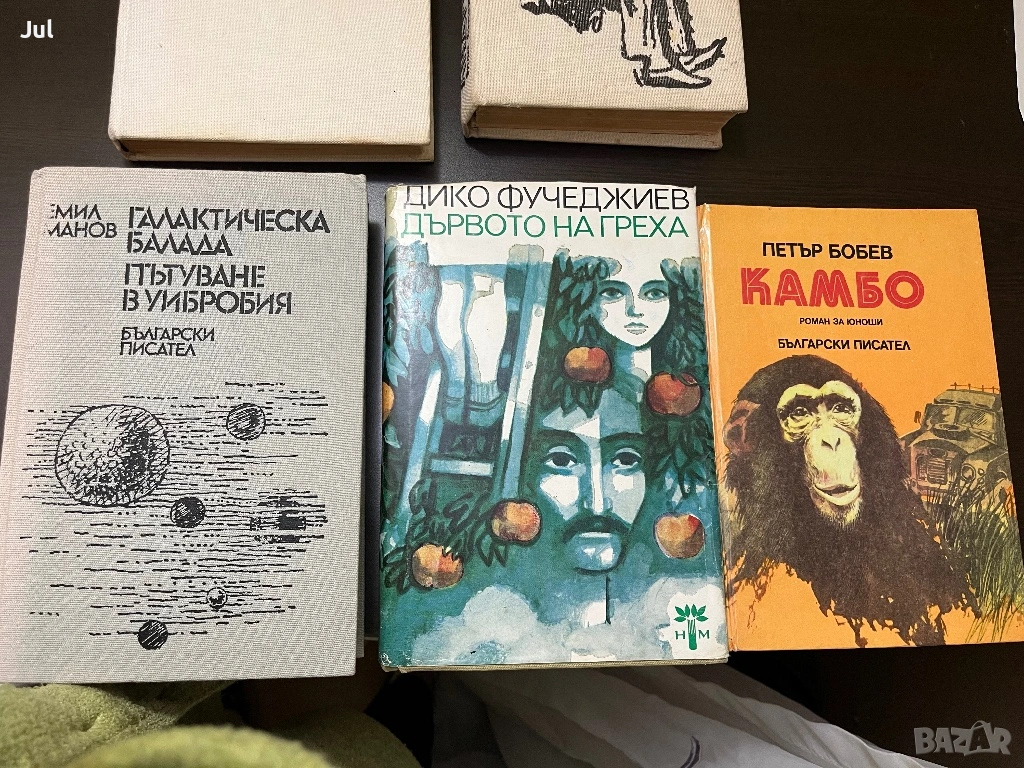 Jul
ЕМИЛ
МАНОВ
ГАЛАКТИЧЕСКА
БАЛАДА
ПЪТУВАНЕ
В УИБРОБИЯ
БЪЛГАРСКИ
ПИСАТЕЛ
ДИКО ФУЧЕДЖИЕВ
ДЪРВОТО НА ГРЕХА
Н М
ПЕТЪР БОБЕВ
КАМБО
РОМАН ЗА ЮНОШИ
БЪЛГАРСКИ ПИСАТЕЛ
BAZAR